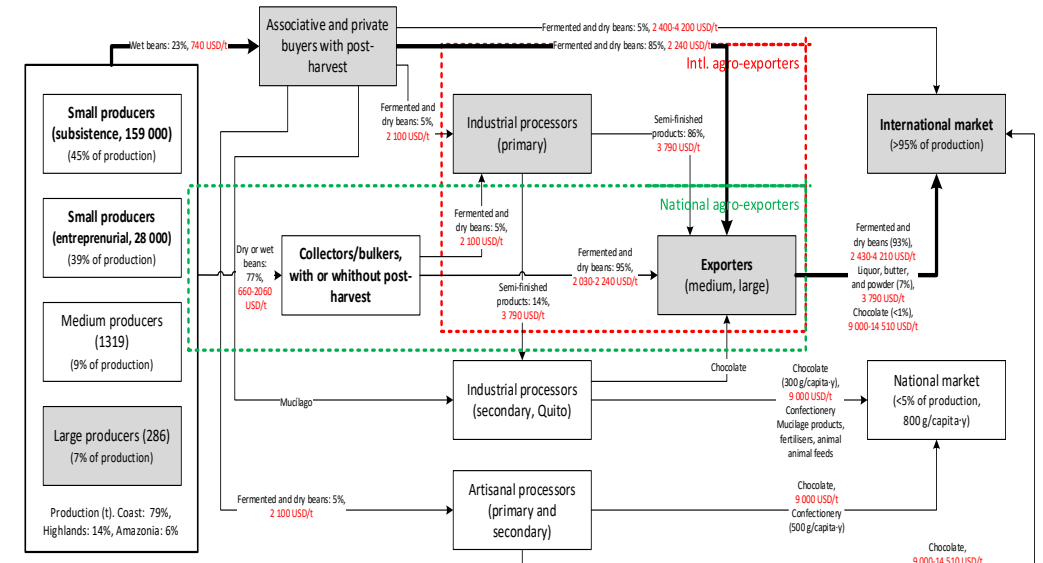 Associative and private
buyers with post-
harvest
Wet beans: 23%, 740 USD/t
Fermented and dry beans: 5%, 2 400-4 200 USD/t
Fermented and dry beans: 85%, 2 240 USD/t
Intl. agro-exporters
Small producers
(subsistence, 159 000)
(45% of production)
Fermented and
dry beans: 5%,
2 100 USD/t
Industrial processors
(primary)
Semi-finished
products: 86%,
3 790 USD/t
International market
(>95% of production)
National agro-exporters
Small producers
(entreprenurial, 28 000)
(39% of production)
Fermented and
dry beans: 5%,
2 100 USD/t
Dry or wet
beans:
77%,
660-2060
USD/t
Collectors/bulkers,
with or whithout post-
harvest
Fermented and
dry beans: 95%,
2 030-2 240 USD/t
Exporters
(medium, large)
Fermented and
dry beans (93%),
2 430-4 210 USD/t
Liquor, butter,
and powder (7%),
3 790 USD/t
Chocolate (<1%),
9 000-14 510 USD/t
Semi-finished
products: 14%,
3 790 USD/t
Medium producers
(1319)
(9% of production)
Chocolate
Mucilago
Industrial processors
(secondary, Quito)
Chocolate
(300 g/capita·y),
9 000 USD/t
Confectionery
Mucilage products,
fertilisers, animal
animal feeds
National market
(<5% of production,
800 g/capita·y)
Large producers (286)
(7% of production)
Fermented and dry beans: 5%,
2 100 USD/t
Artisanal processors
(primary and
secondary)
Chocolate,
9 000 USD/t
Confectionery
(500 g/capita·y)
Production (t). Coast: 79%,
Highlands: 14%, Amazonia: 6%
Chocolate,
9 000-14 510 USD/t